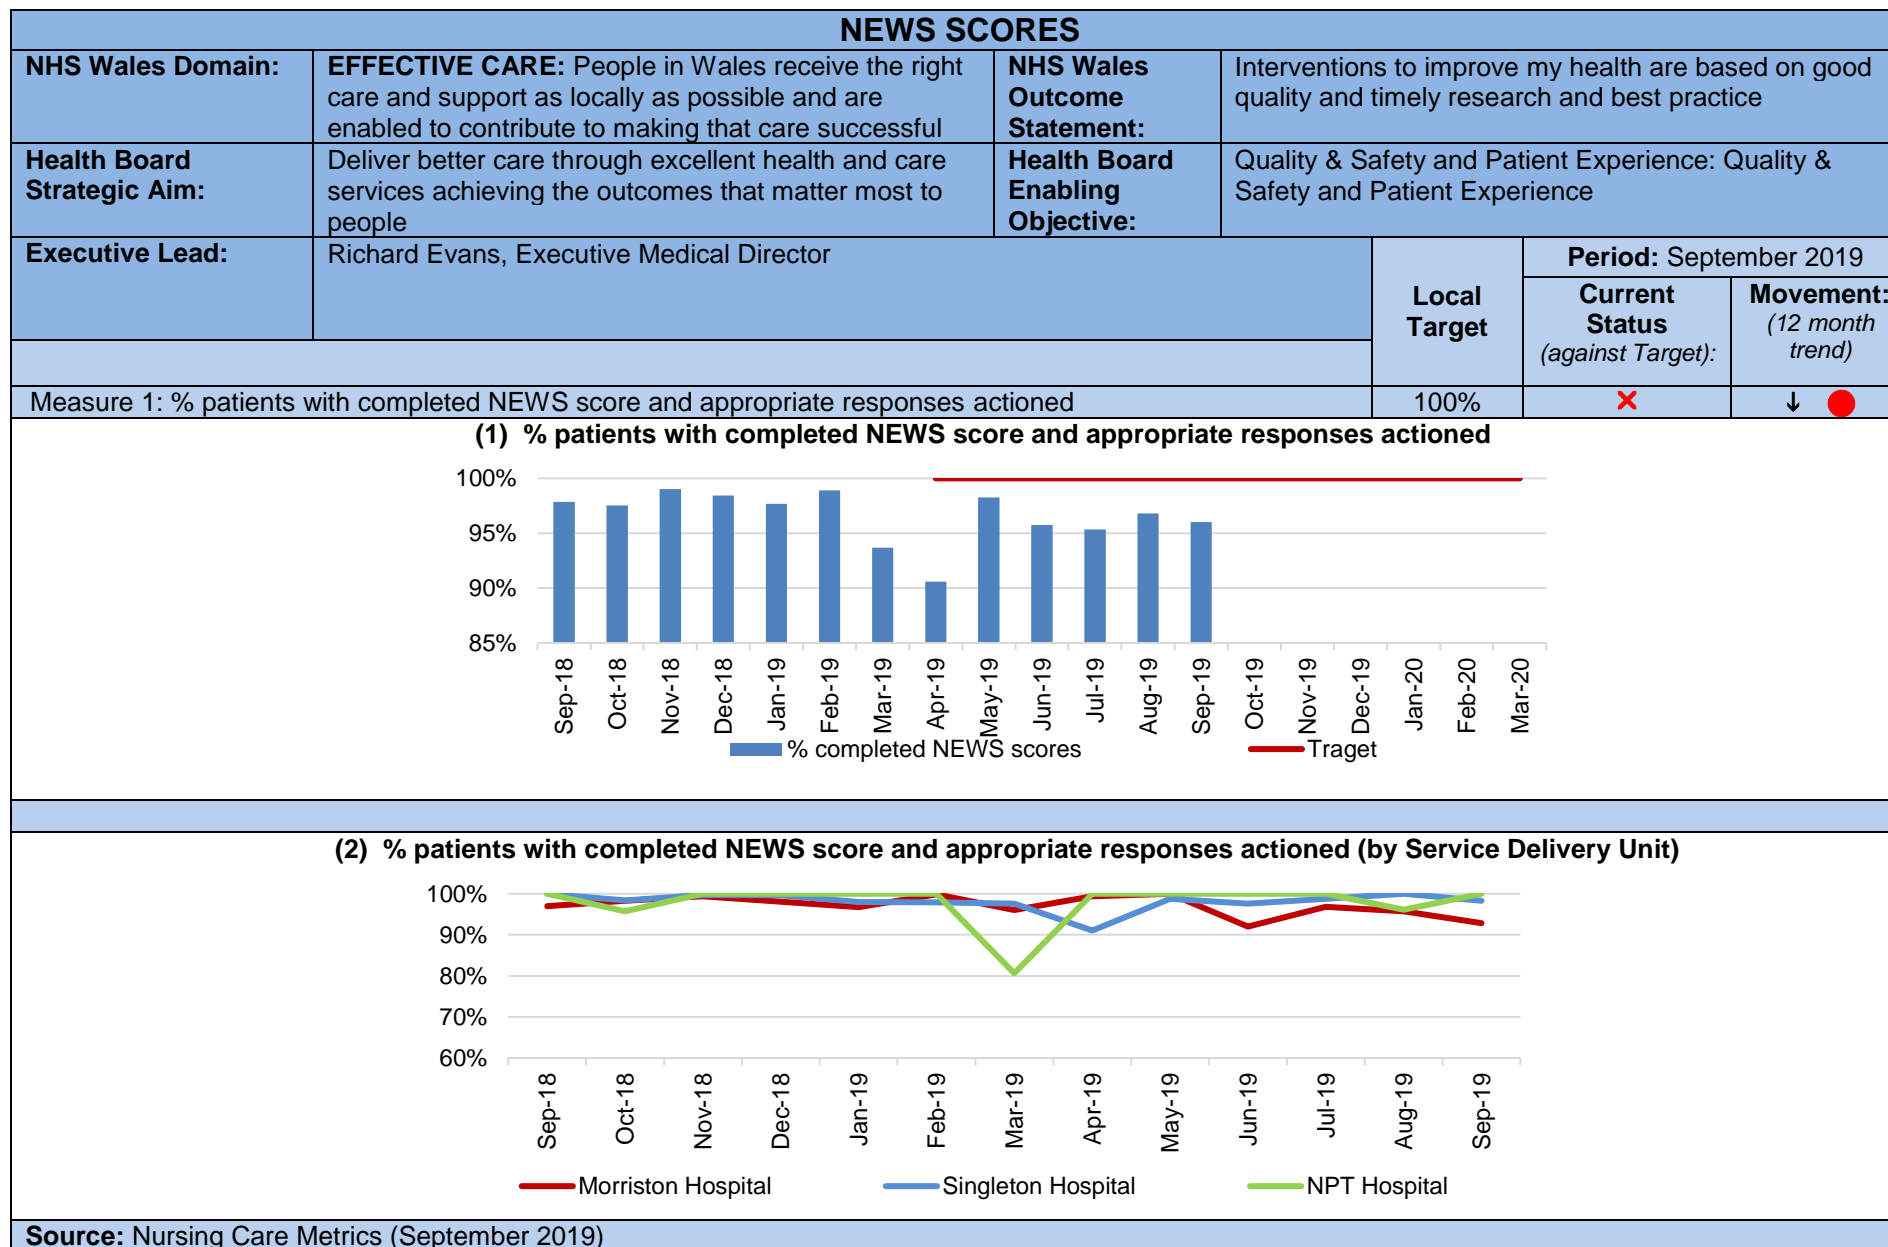 NEWS SCORES
NHS Wales Domain:
EFFECTIVE CARE: People in Wales receive the right
care and support as locally as possible and are
enabled to contribute to making that care successful
NHS Wales
Outcome
Statement:
Interventions to improve my health are based on good
quality and timely research and best practice
Health Board
Strategic Aim:
Deliver better care through excellent health and care
services achieving the outcomes that matter most to
people
Health Board
Enabling
Objective:
Quality & Safety and Patient Experience: Quality &
Safety and Patient Experience
Executive Lead:
Richard Evans, Executive Medical Director
Local
Target
Period: September 2019
Current
Status
(against Target):
Movement:
(12 month
trend)
Measure 1: % patients with completed NEWS score and appropriate responses actioned
100%
(1) % patients with completed NEWS score and appropriate responses actioned
100%
95%
90%
85%
Sep-18
Oct-18
Nov-18
Dec-18
Jan-19
Feb-19
Mar-19
Apr-19
May-19
Jun-19
Jul-19
Aug-19
Sep-19
Oct-19
Nov-19
Dec-19
Jan-20
Feb-20
Mar-20
% completed NEWS scores
Traget
(2) % patients with completed NEWS score and appropriate responses actioned (by Service Delivery Unit)
100%
90%
80%
70%
60%
Sep-18
Oct-18
Nov-18
Dec-18
Jan-19
Feb-19
Mar-19
Apr-19
May-19
Jun-19
Jul-19
Aug-19
Sep-19
Morriston Hospital
Singleton Hospital
NPT Hospital
Source: Nursing Care Metrics (September 2019)